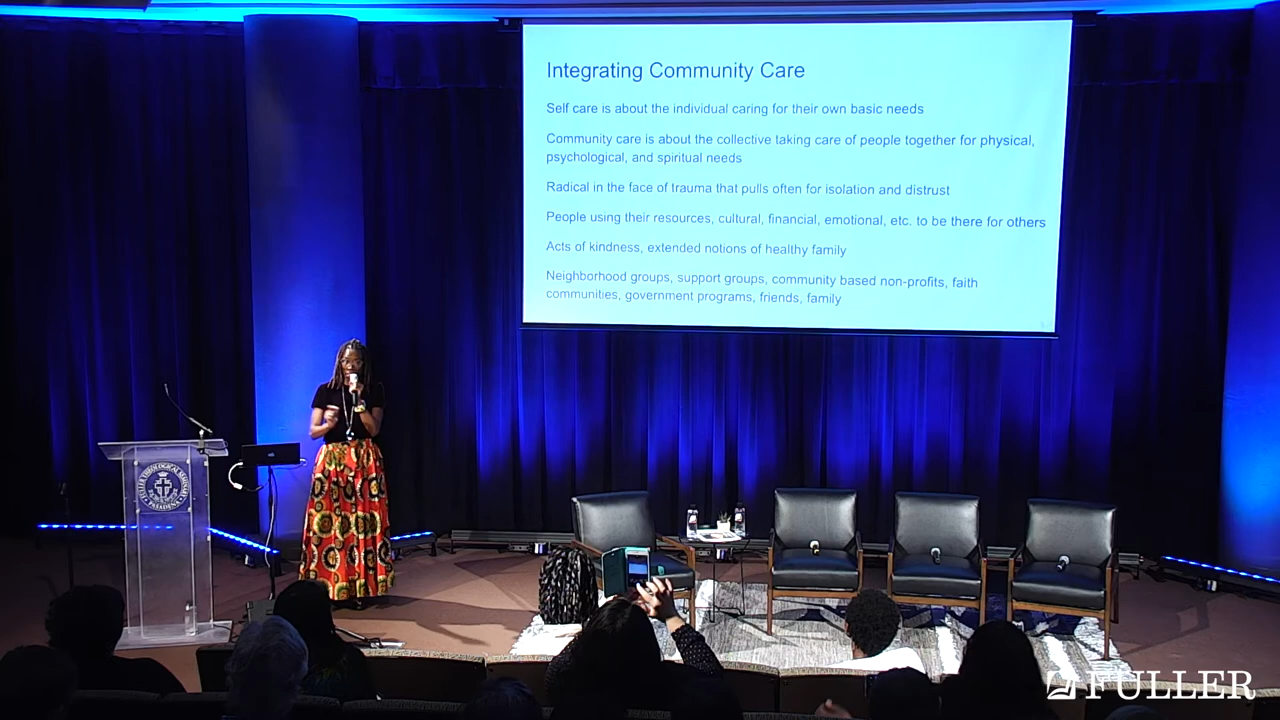 Integrating Community Care
Self care is about the individual caring for their own basic needs
Community care is about the collective taking care of people together for physical,
psychological, and spiritual needs
Radical in the face of trauma that pulls often for isolation and distrust
People using their resources, cultural, financial, emotional, etc. to be there for others
Acts of kindness, extended notions of healthy family
Neighborhood groups, support groups, community based non-profits, faith
communities, government programs, friends, family
FULLER THEOLOGICAL SEMINARY
PASADENA
FULLER